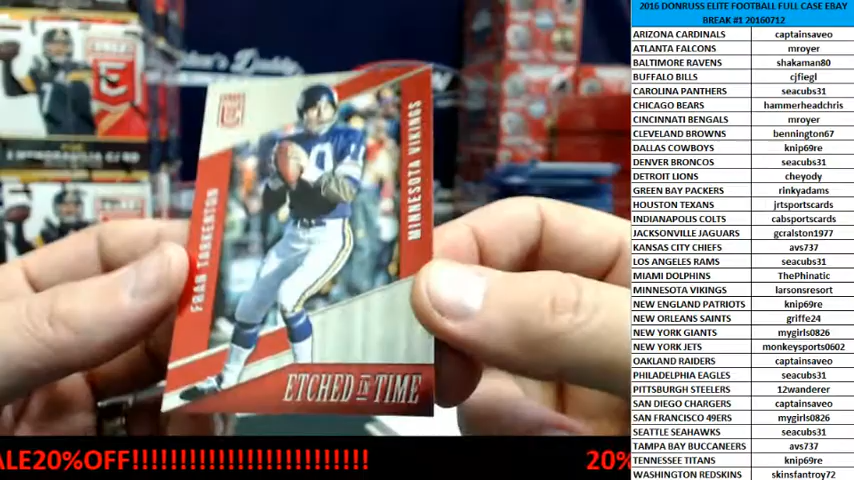 2016 DONRUSS ELITE FOOTBALL FULL CASE EBAY
BREAK #1 20160712
ARIZONA CARDINALS captainsaveo
ATLANTA FALCONS mroyer
BALTIMORE RAVENS shakaman80
BUFFALO BILLS cjfiegl
CAROLINA PANTHERS seacubs31
CHICAGO BEARS hammerheadchris
CINCINNATI BENGALS mroyer
CLEVELAND BROWNS bennington67
DALLAS COWBOYS knip69re
DENVER BRONCOS seacubs31
DETROIT LIONS cheyody
GREEN BAY PACKERS rinkyadams
HOUSTON TEXANS jrtsportscards
INDIANAPOLIS COLTS cabsportscards
JACKSONVILLE JAGUARS gcralston1977
KANSAS CITY CHIEFS avs737
LOS ANGELES RAMS seacubs31
MIAMI DOLPHINS ThePhinatic
MINNESOTA VIKINGS larsonsresort
NEW ENGLAND PATRIOTS knip69re
NEW ORLEANS SAINTS griffe24
NEW YORK GIANTS mygirls0826
NEW YORK JETS monkeysports0602
OAKLAND RAIDERS captainsaveo
PHILADELPHIA EAGLES seacubs31
PITTSBURGH STEELERS 12wanderer
SAN DIEGO CHARGERS captainsaveo
SAN FRANCISCO 49ERS mygirls0826
SEATTLE SEAHAWKS seacubs31
TAMPA BAY BUCCANEERS avs737
TENNESSEE TITANS knip69re
WASHINGTON REDSKINS skinsfantroy72
FRAN TARKENTON
MINNESOTA VIKINGS
10
ETCHED IN TIME
ALE20%OFF!!!!!!!!!!!!!!!!!!!!!!!!!!
20%